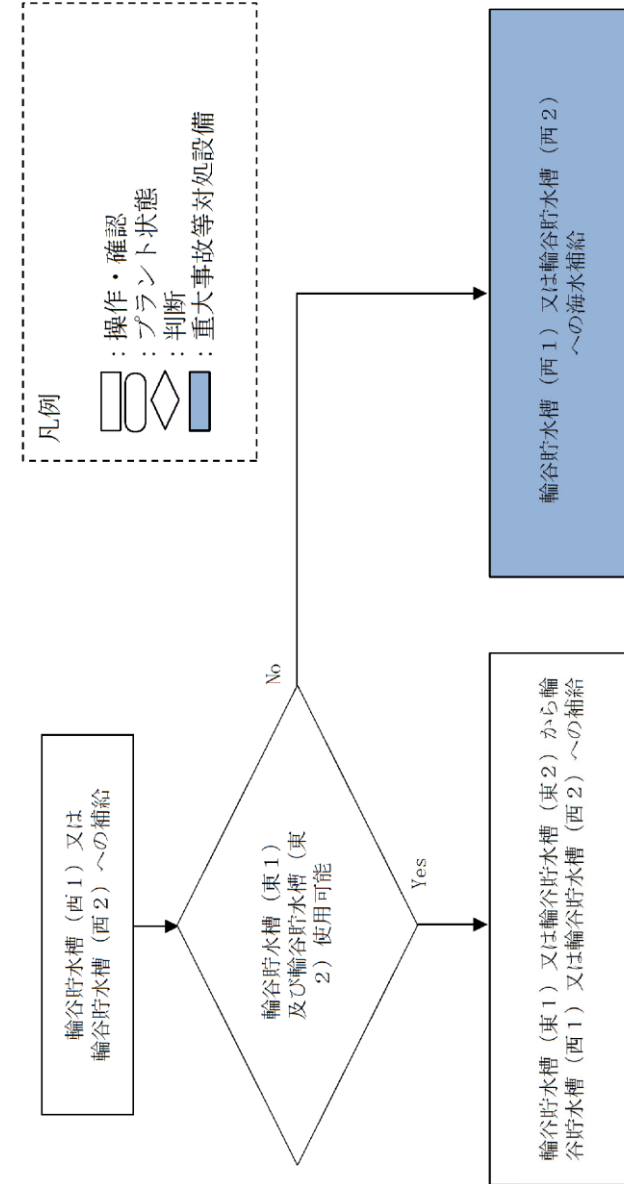 凡例
：操作・確認
：プラント状態
：判断
：重大事故等対処設備
輪谷貯水槽（西１）又は
輪谷貯水槽（西２）への補給
輪谷貯水槽（東１）
及び輪谷貯水槽（東
２）使用可能
No
Yes
輪谷貯水槽（東１）又は輪谷貯水槽（東２）から輪
谷貯水槽（西１）又は輪谷貯水槽（西２）への補給
輪谷貯水槽（西１）又は輪谷貯水槽（西２）
への海水補給